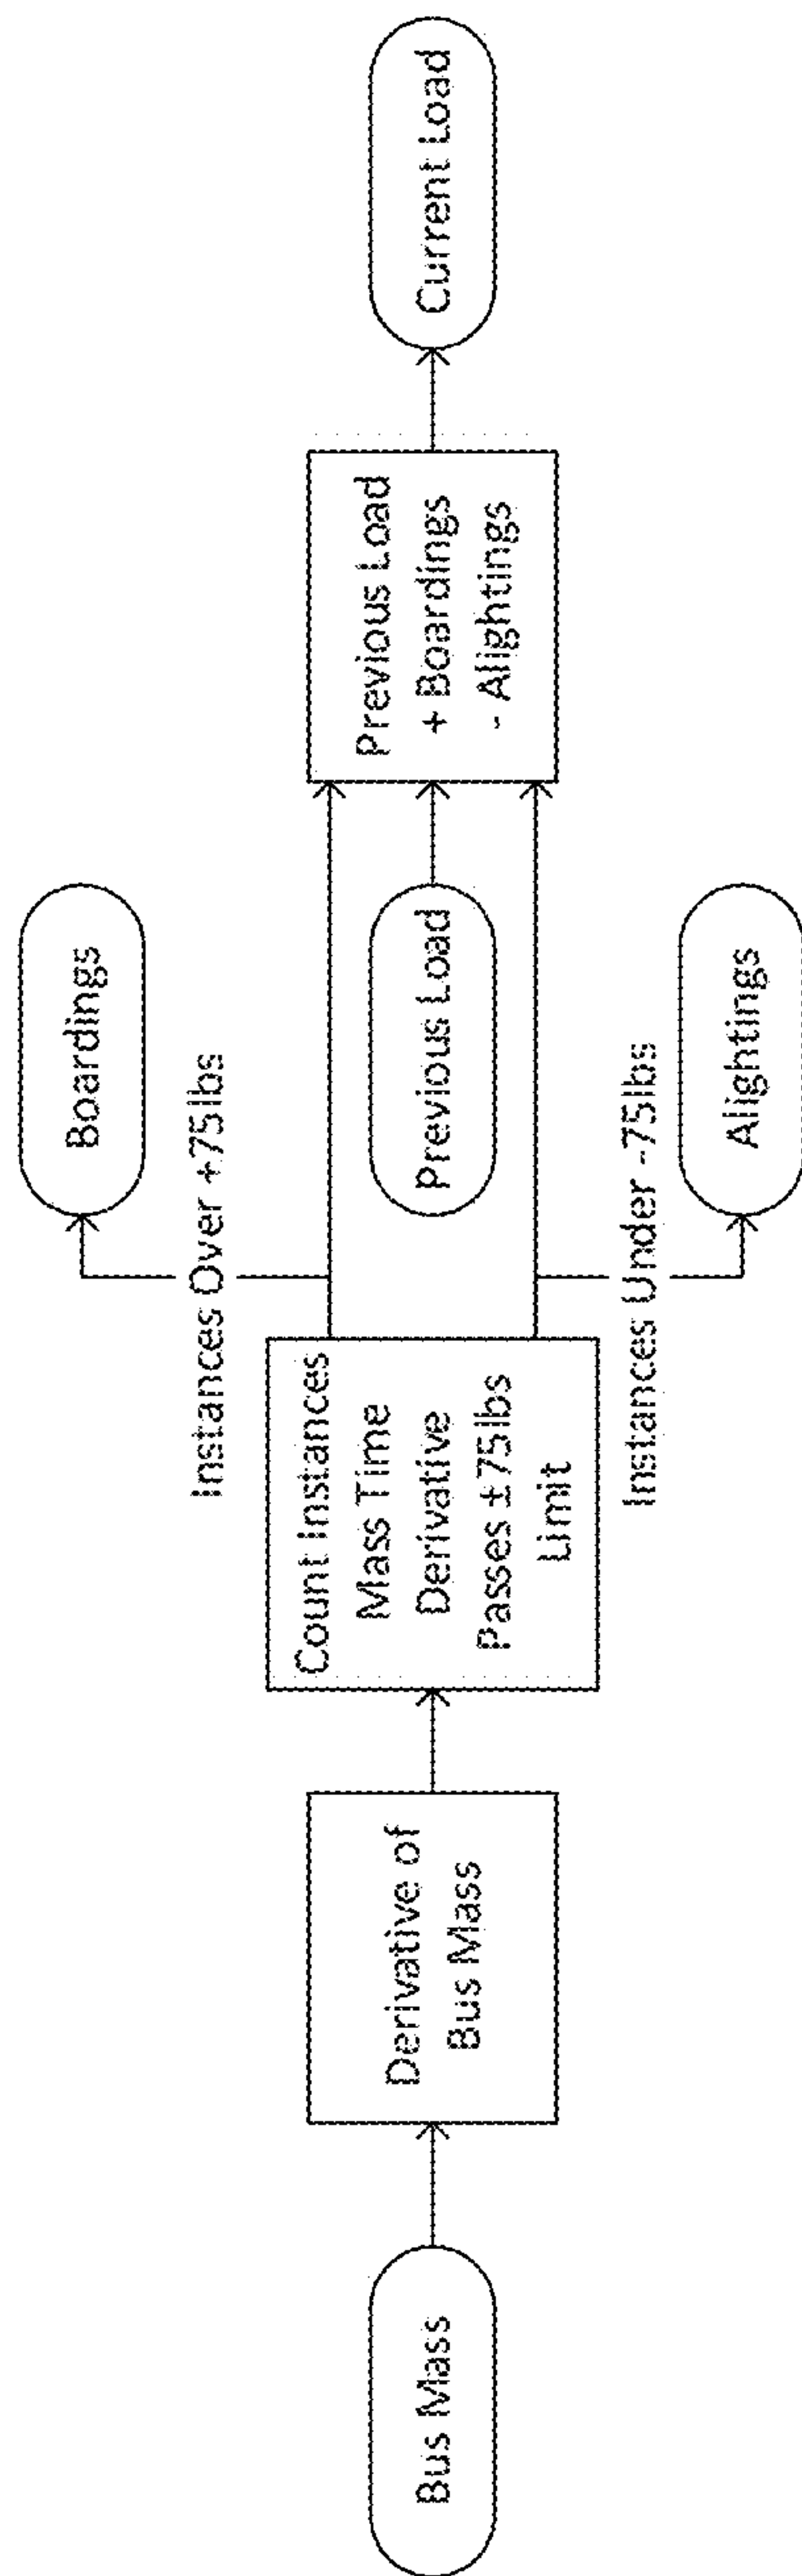 Bus Mass
Derivative of
Bus Mass
Count Instances
Mass Time
Derivative
Passes ±75lbs
Limit
Instances Over +75lbs
Boardings
Previous Load
Instances Under -75lbs
Alightings
Previous Load
+ Boardings
- Alightings
Current Load